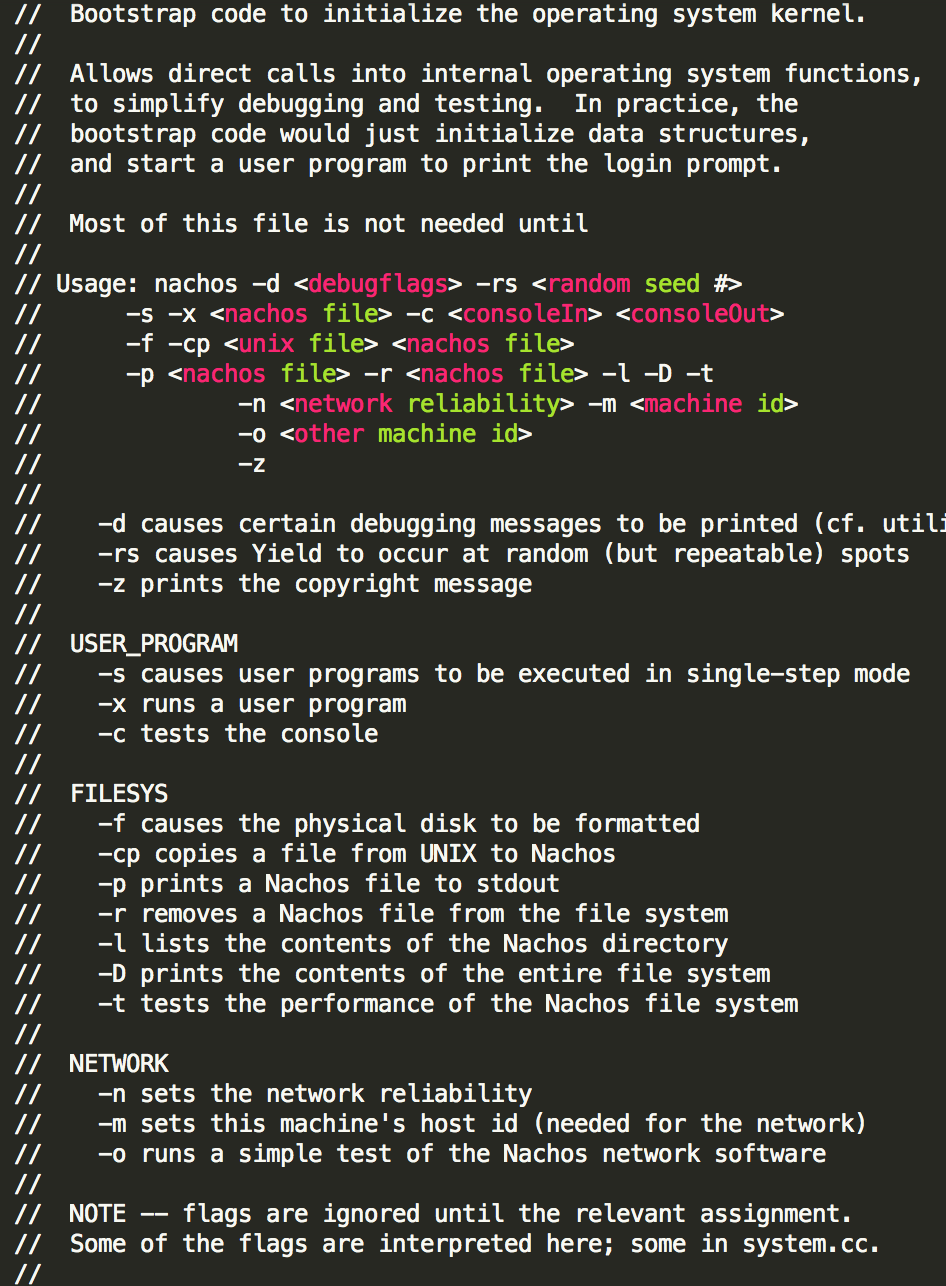 //  Bootstrap code to initialize the operating system kernel.
//
//  Allows direct calls into internal operating system functions,
//  to simplify debugging and testing.  In practice, the
//  bootstrap code would just initialize data structures,
//  and start a user program to print the login prompt.
//
//  Most of this file is not needed until
//
// Usage: nachos -d <debugflags> -rs <random seed #>
//      -s -x <nachos file> -c <consoleIn> <consoleOut>
//      -f -cp <unix file> <nachos file>
//      -p <nachos file> -r <nachos file> -l -D -t
//              -n <network reliability> -m <machine id>
//              -o <other machine id>
//              -z
//
//    -d causes certain debugging messages to be printed (cf.
//    -rs causes Yield to occur at random (but repeatable) spots
//    -z prints the copyright message
//
//  USER_PROGRAM
//    -s causes user programs to be executed in single-step mode
//    -x runs a user program
//    -c tests the console
//
//  FILESYS
//    -f causes the physical disk to be formatted
//    -cp copies a file from UNIX to Nachos
//    -p prints a Nachos file to stdout
//    -r removes a Nachos file from the file system
//    -l lists the contents of the Nachos directory
//    -D prints the contents of the entire file system
//    -t tests the performance of the Nachos file system
//
//  NETWORK
//    -n sets the network reliability
//    -m sets this machine's host id (needed for the network)
//    -o runs a simple test of the Nachos network software
//
//  NOTE -- flags are ignored until the relevant assignment.
//  Some of the flags are interpreted here; some in system.cc.
//